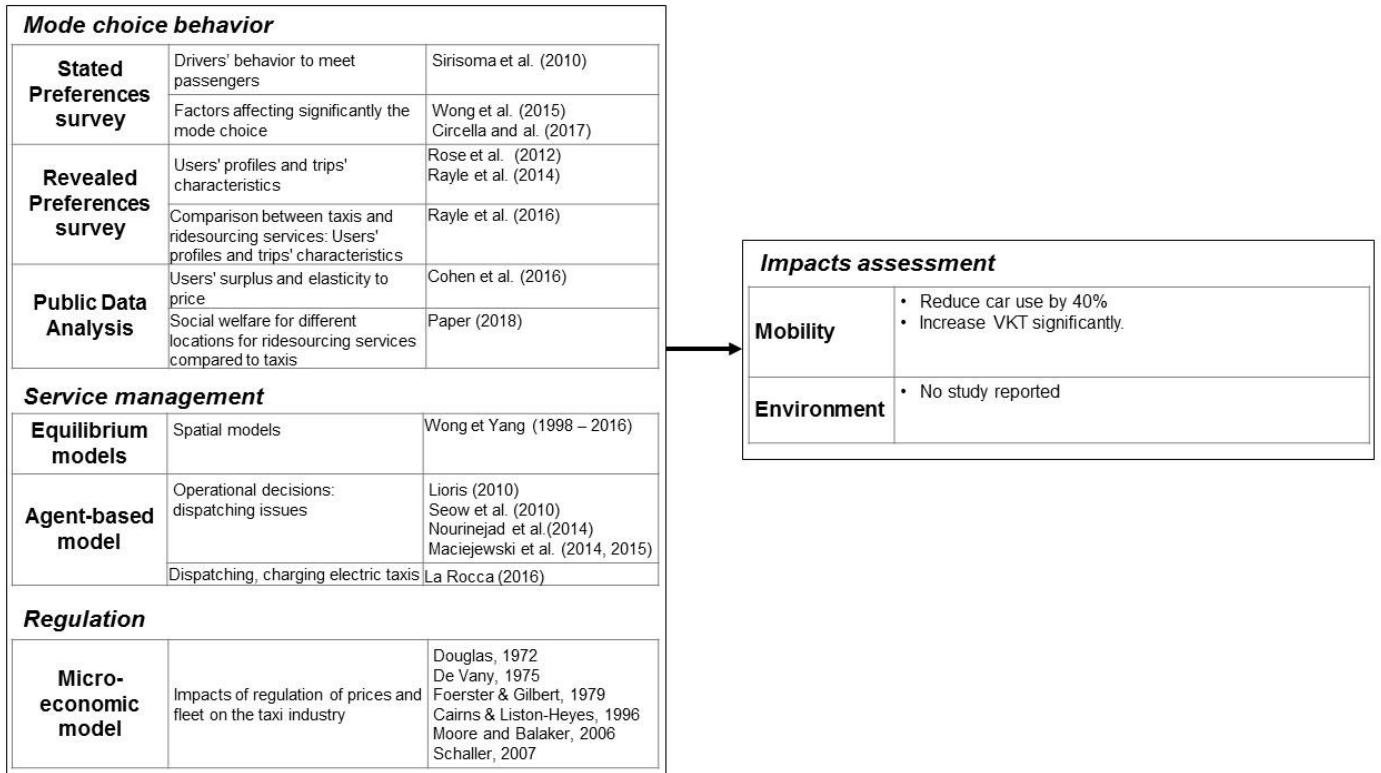 Mode choice behavior
Stated
Preferences
survey
Drivers' behavior to meet
passengers
Sirisoma et al. (2010)
Factors affecting significantly the
mode choice
Wong et al. (2015)
Circella and al. (2017)
Revealed
Preferences
survey
Users' profiles and trips'
characteristics
Rose et al. (2012)
Rayle et al. (2014)
Comparison between taxis and
ridesourcing services: Users'
profiles and trips' characteristics
Rayle et al. (2016)
Public Data
Analysis
Users' surplus and elasticity to
price
Cohen et al. (2016)
Social welfare for different
locations for ridesourcing services
compared to taxis
Paper (2018)
Service management
Equilibrium
models
Spatial models
Wong et Yang (1998 – 2016)
Agent-based
model
Operational decisions:
dispatching issues
Lioris (2010)
Seow et al. (2010)
Nourinejad et al.(2014)
Maciejewski et al. (2014, 2015)
Dispatching, charging electric taxis
La Rocca (2016)
Regulation
Micro-
economic
model
Impacts of regulation of prices and
fleet on the taxi industry
Douglas, 1972
De Vany, 1975
Foerster & Gilbert, 1979
Cairns & Liston-Heyes, 1996
Moore and Balaker, 2006
Schaller, 2007
Impacts assessment
Mobility
• Reduce car use by 40%
• Increase VKT significantly.
Environment
• No study reported